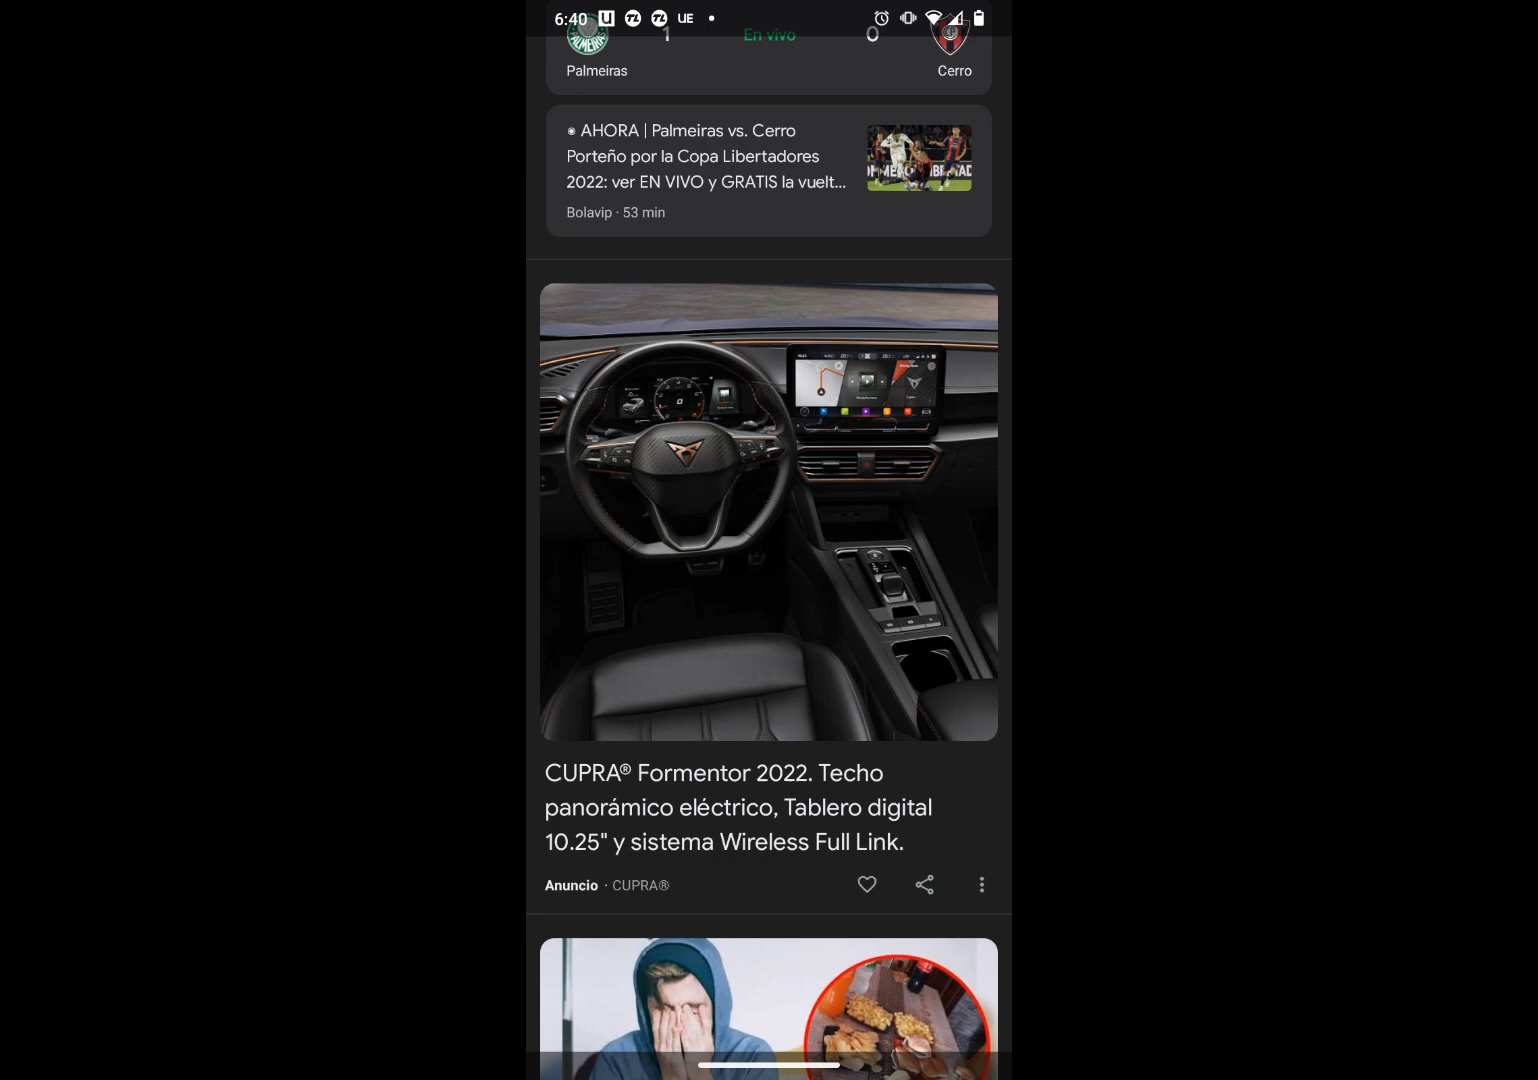 6:40
UE
1
En vivo
0
Palmeiras
Cerro
◉ AHORA | Palmeiras vs. Cerro
Porteño por la Copa Libertadores
2022: ver EN VIVO y GRATIS la vuelt...
Bolavip · 53 min
CUPRA® Formentor 2022. Techo
panorámico eléctrico, Tablero digital
10.25" y sistema Wireless Full Link.
Anuncio · CUPRA®